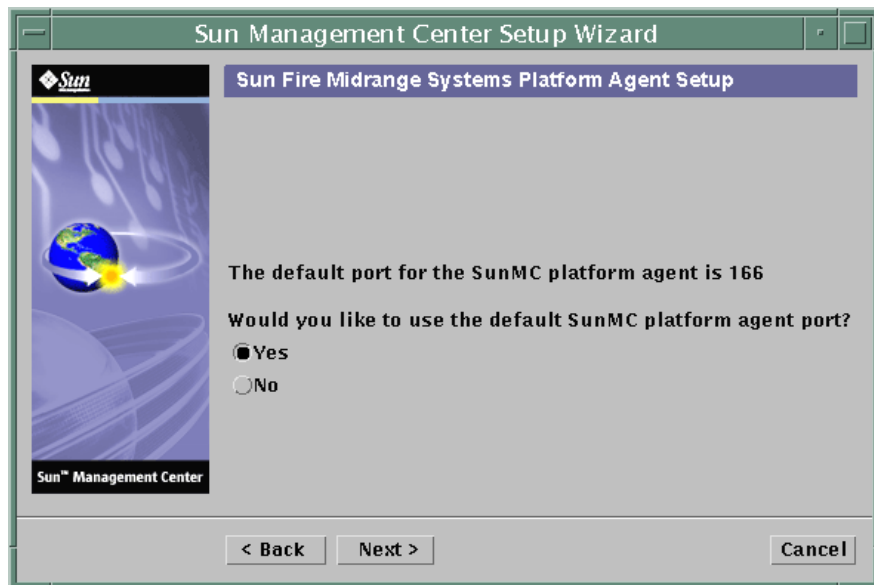 Sun Management Center Setup Wizard
Sun
Sun Fire Midrange Systems Platform Agent Setup
The default port for the SunMC platform agent is 166
Would you like to use the default SunMC platform agent port?
Yes
No
Sun™ Management Center
< Back
Next >
Cancel